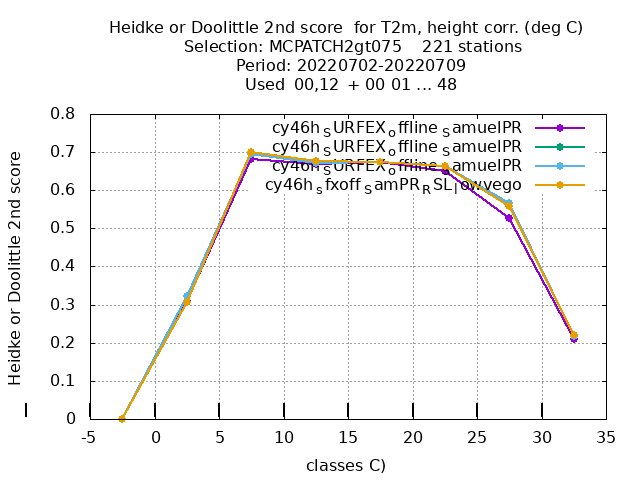 Heidke or Doolittle 2nd score for T2m, height corr. (deg C)
Selection: MCPATCH2gt075 221 stations
Period: 20220702-20220709
Used 00,12 + 00 01 ... 48
Heidke or Doolittle 2nd score
0.8
0.7
0.6
0.5
0.4
0.3
0.2
0.1
0
cy46h_SURFEX_offline_SamuelPR
cy46h_SURFEX_offline_SamuelPR
cy46h_SURFEX_offline_SamuelPR
cy46h_sfxoff_SamPR_RSL_lowvego
-5 0 5 10 15 20 25 30 35
classes C)